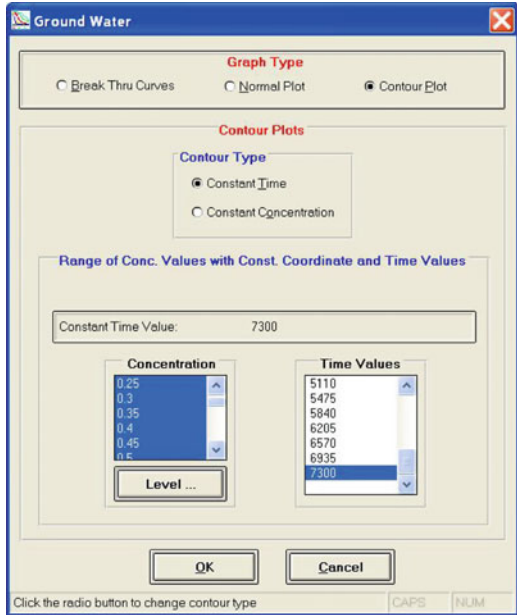 Ground Water
Graph Type
Break Thru Curves Normal Plot Contour Plot
Contour Plots
Contour Type
Constant Time
Constant Concentration
Range of Conc. Values with Const. Coordinate and Time Values
Constant Time Value: 7300
Concentration Time Values
0.25 5110
0.3 5475
0.35 5840
0.4 6205
0.45 6570
0.5 6935
7300
Level ...
OK Cancel
Click the radio button to change contour type CAPS NUM